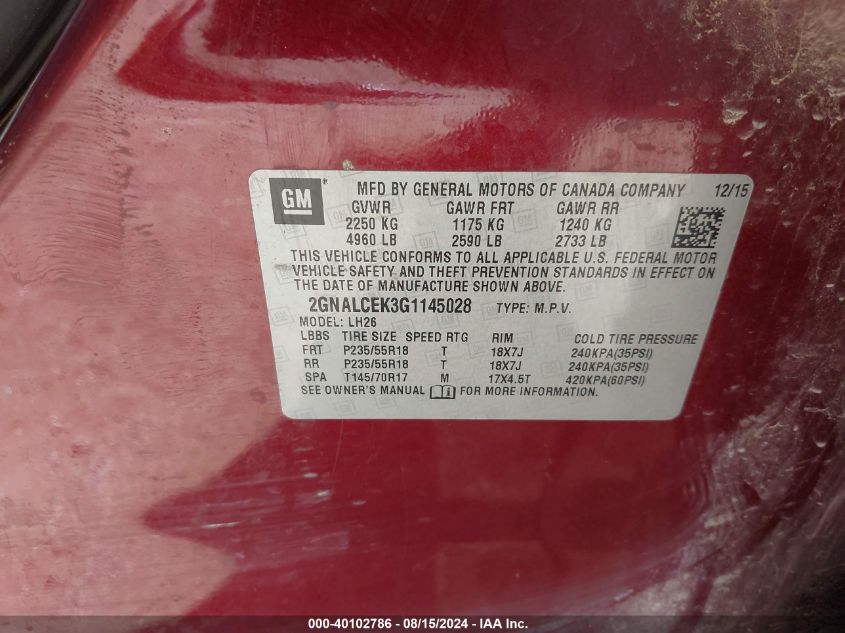 GM
MFD BY GENERAL MOTORS OF CANADA COMPANY 12/15
GVWR GAWR FRT GAWR RR
2250 KG 1175 KG 1240 KG
4960 LB 2590 LB 2733 LB
THIS VEHICLE CONFORMS TO ALL APPLICABLE U.S. FEDERAL MOTOR
VEHICLE SAFETY AND THEFT PREVENTION STANDARDS IN EFFECT ON
THE DATE OF MANUFACTURE SHOWN ABOVE.
2GNALCEK3G1145028 TYPE: M.P.V.
MODEL: LH26
LBBS TIRE SIZE SPEED RTG RIM COLD TIRE PRESSURE
FRT P235/55R18 T 18X7J 240KPA(35PSI)
RR P235/55R18 T 18X7J 240KPA(35PSI)
SPA T145/70R17 M 17X4.5T 420KPA(60PSI)
SEE OWNER'S MANUAL FOR MORE INFORMATION.
000-40102786 - 08/15/2024 - IAA Inc.